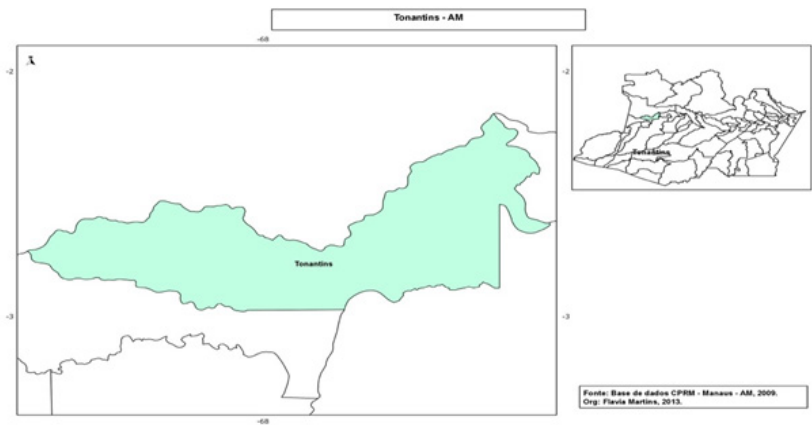 Tonantins - AM
-68
-2
-2
Tonantins
Tonantins
-3
-3
Fonte: Base de dados CPRM - Manaus - AM, 2009.
Org: Flavia Martins, 2013.
-68